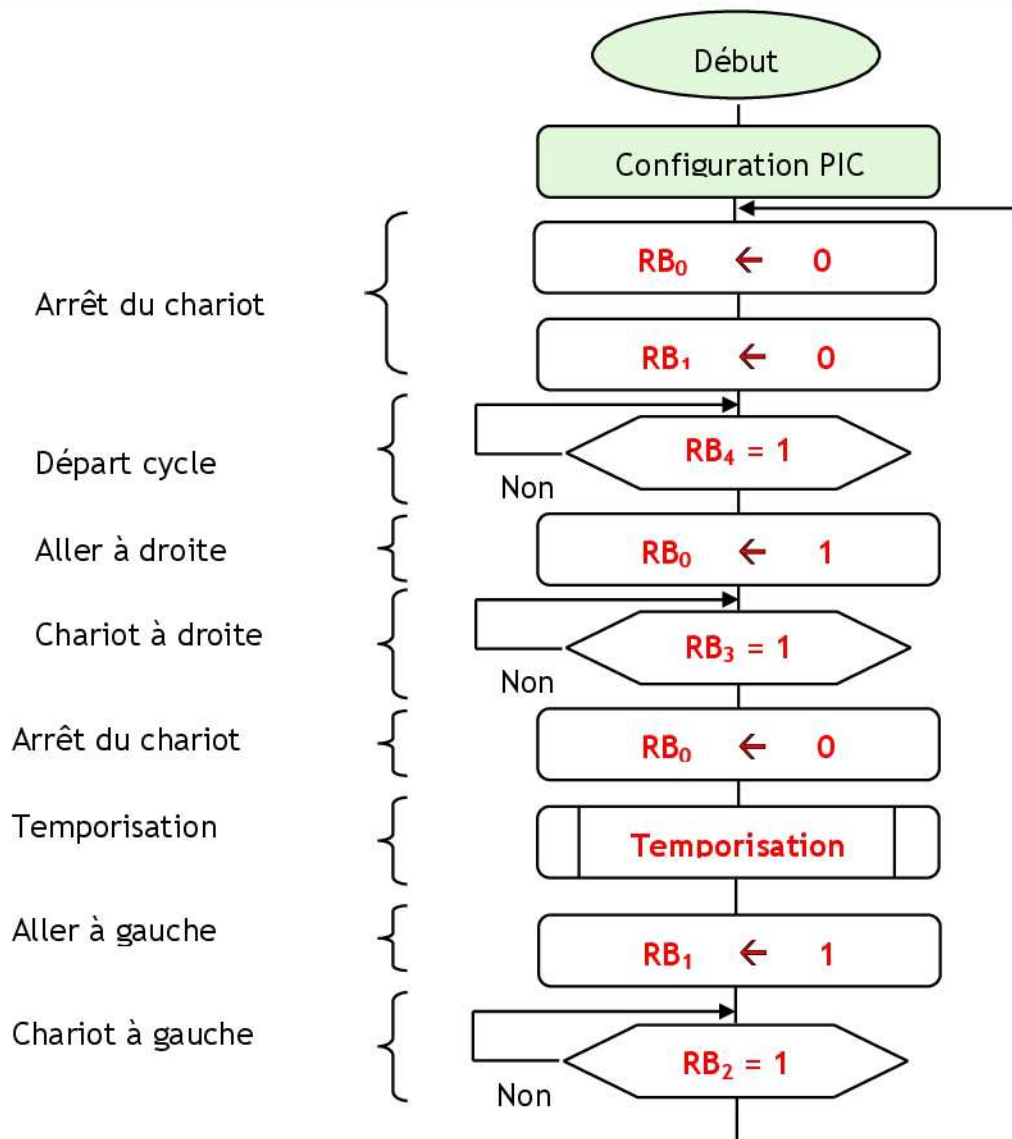 Début
Configuration PIC
Arrêt du chariot
RB₀ ← 0
RB₁ ← 0
Départ cycle
RB₄ = 1
Non
Aller à droite
RB₀ ← 1
Chariot à droite
RB₃ = 1
Non
Arrêt du chariot
RB₀ ← 0
Temporisation
Temporisation
Aller à gauche
RB₁ ← 1
Chariot à gauche
RB₂ = 1
Non